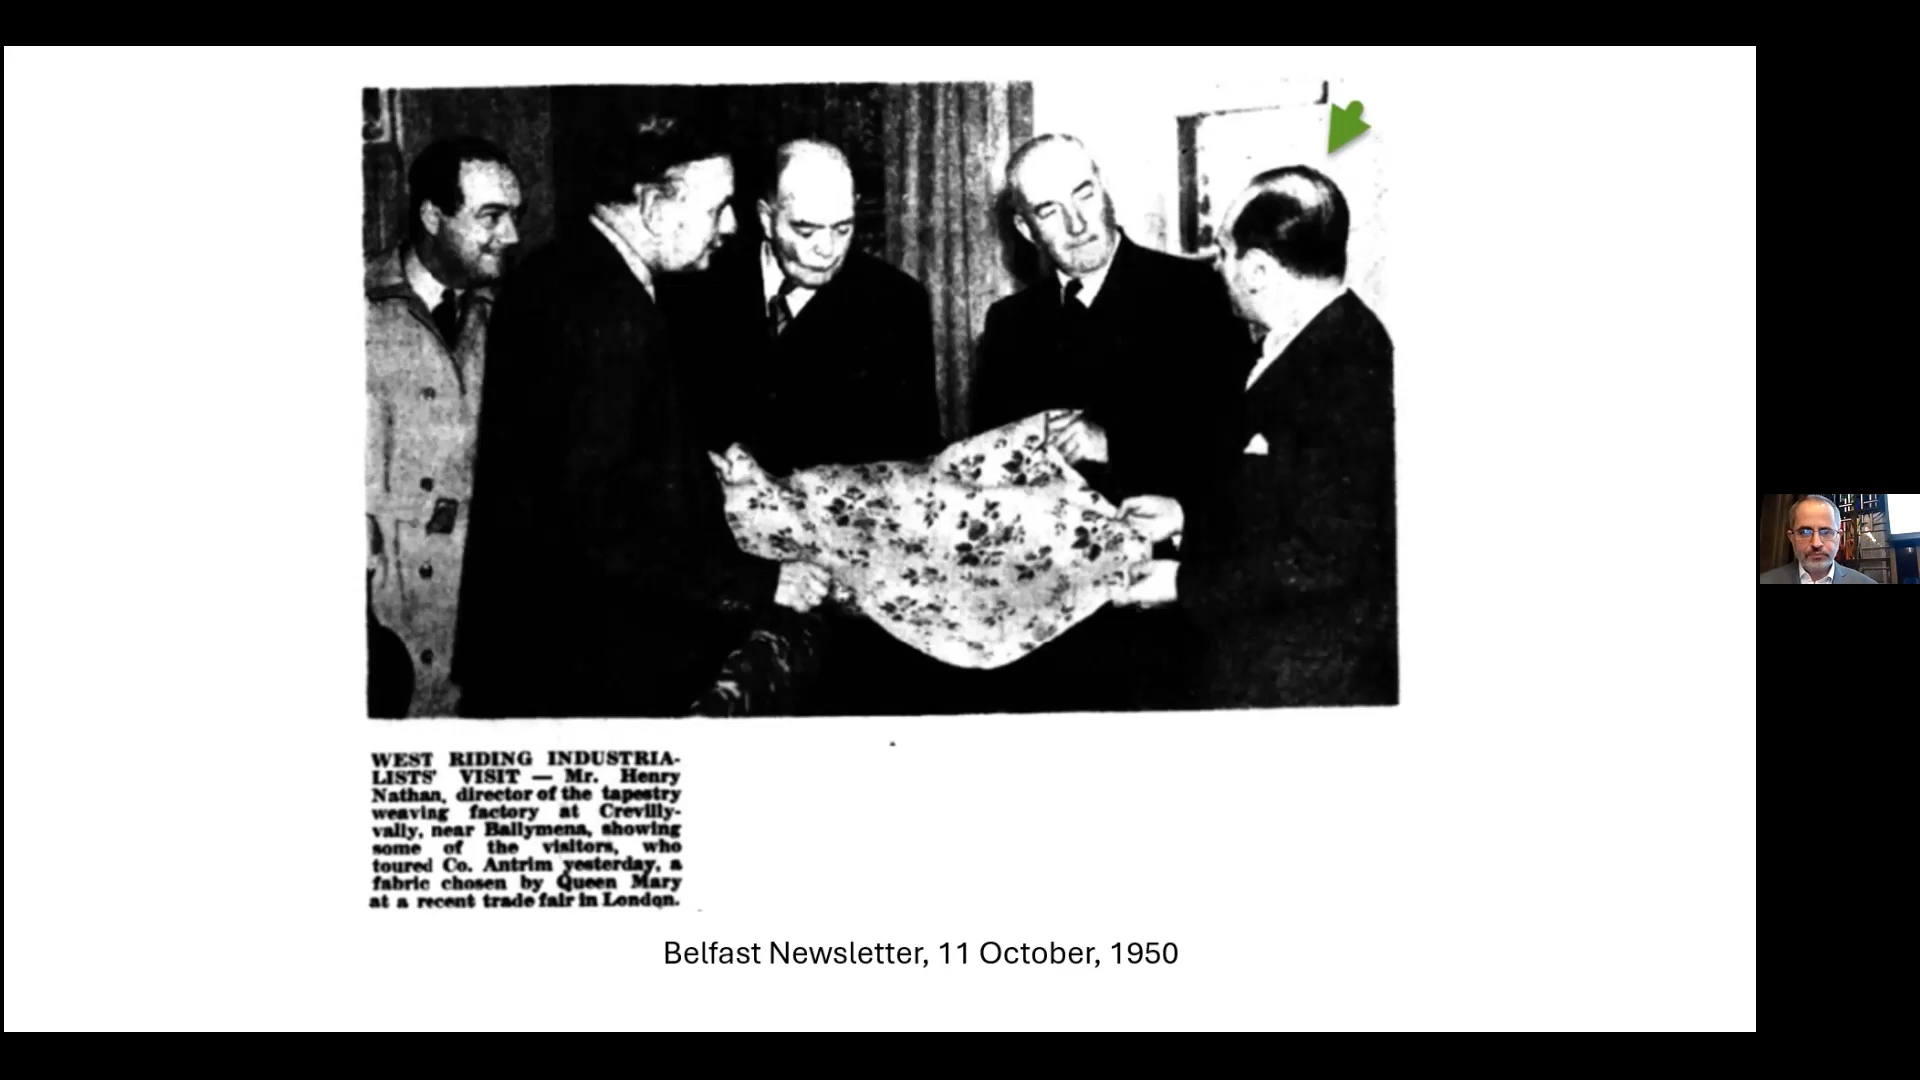 WEST RIDING INDUSTRIA-
LISTS' VISIT — Mr. Henry
Nathan, director of the tapestry
weaving factory at Crevilly-
vally, near Ballymena, showing
some of the visitors, who
toured Co. Antrim yesterday, a
fabric chosen by Queen Mary
at a recent trade fair in London.
Belfast Newsletter, 11 October, 1950